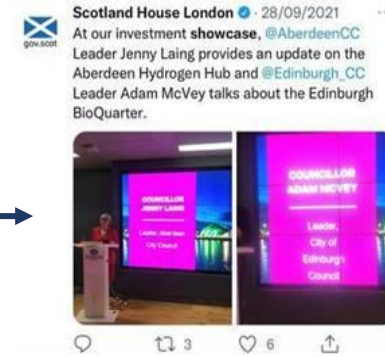 Scotland House London · 28/09/2021
gov.scot
At our investment showcase, @AberdeenCC
Leader Jenny Laing provides an update on the
Aberdeen Hydrogen Hub and @Edinburgh_CC
Leader Adam McVey talks about the Edinburgh
BioQuarter.
COUNCILLOR
JENNY LAING
Leader, Aberdeen
City Council
COUNCILLOR
ADAM MCVEY
Leader,
City of
Edinburgh
Council
3
6